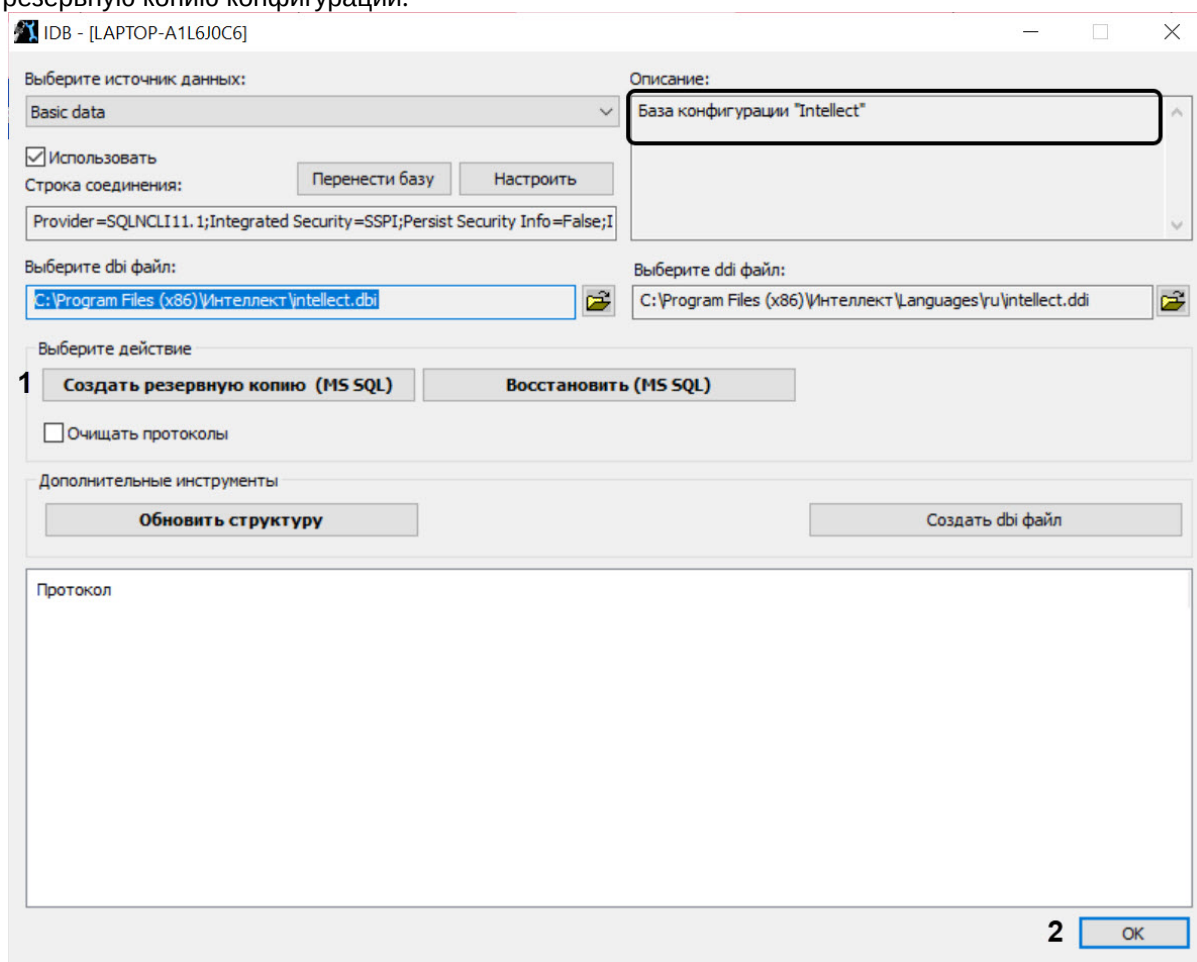 резервную копию конфигурации.
IDB - [LAPTOP-A1L6J0C6]
Выберите источник данных:
Описание:
Basic data
База конфигурации "Intellect"
Использовать
Строка соединения:
Перенести базу
Настроить
Provider=SQLNCLI11.1;Integrated Security=SSPI;Persist Security Info=False;I
Выберите dbi файл:
Выберите ddi файл:
C:\Program Files (x86)\Интеллект\intellect.dbi
C:\Program Files (x86)\Интеллект\Languages\ru\intellect.ddi
Выберите действие
1
Создать резервную копию (MS SQL)
Восстановить (MS SQL)
Очищать протоколы
Дополнительные инструменты
Обновить структуру
Создать dbi файл
Протокол
2
OK